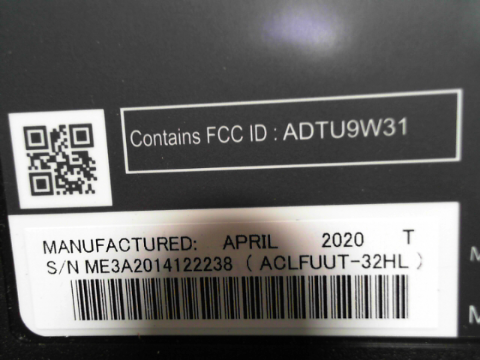 Contains FCC ID : ADTU9W31
MANUFACTURED: APRIL 2020 T
S/N ME3A2014122238 ( ACLFUUT-32HL )